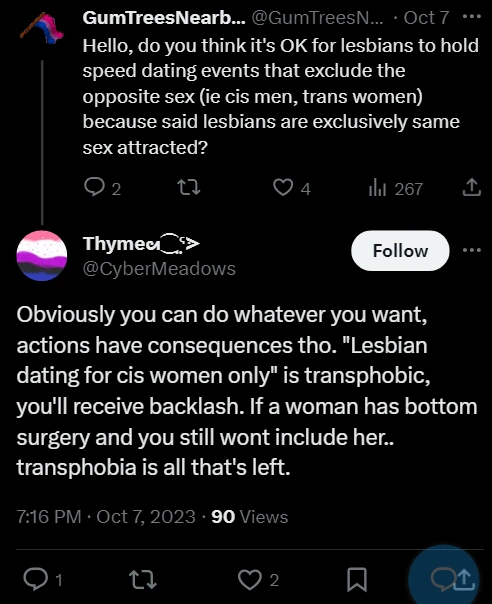 GumTreesNearb... @GumTreesN... · Oct 7
Hello, do you think it's OK for lesbians to hold
speed dating events that exclude the
opposite sex (ie cis men, trans women)
because said lesbians are exclusively same
sex attracted?
2 4 267
Thyme
Follow
@CyberMeadows
Obviously you can do whatever you want,
actions have consequences tho. "Lesbian
dating for cis women only" is transphobic,
you'll receive backlash. If a woman has bottom
surgery and you still wont include her..
transphobia is all that's left.
7:16 PM · Oct 7, 2023 · 90 Views
1 2